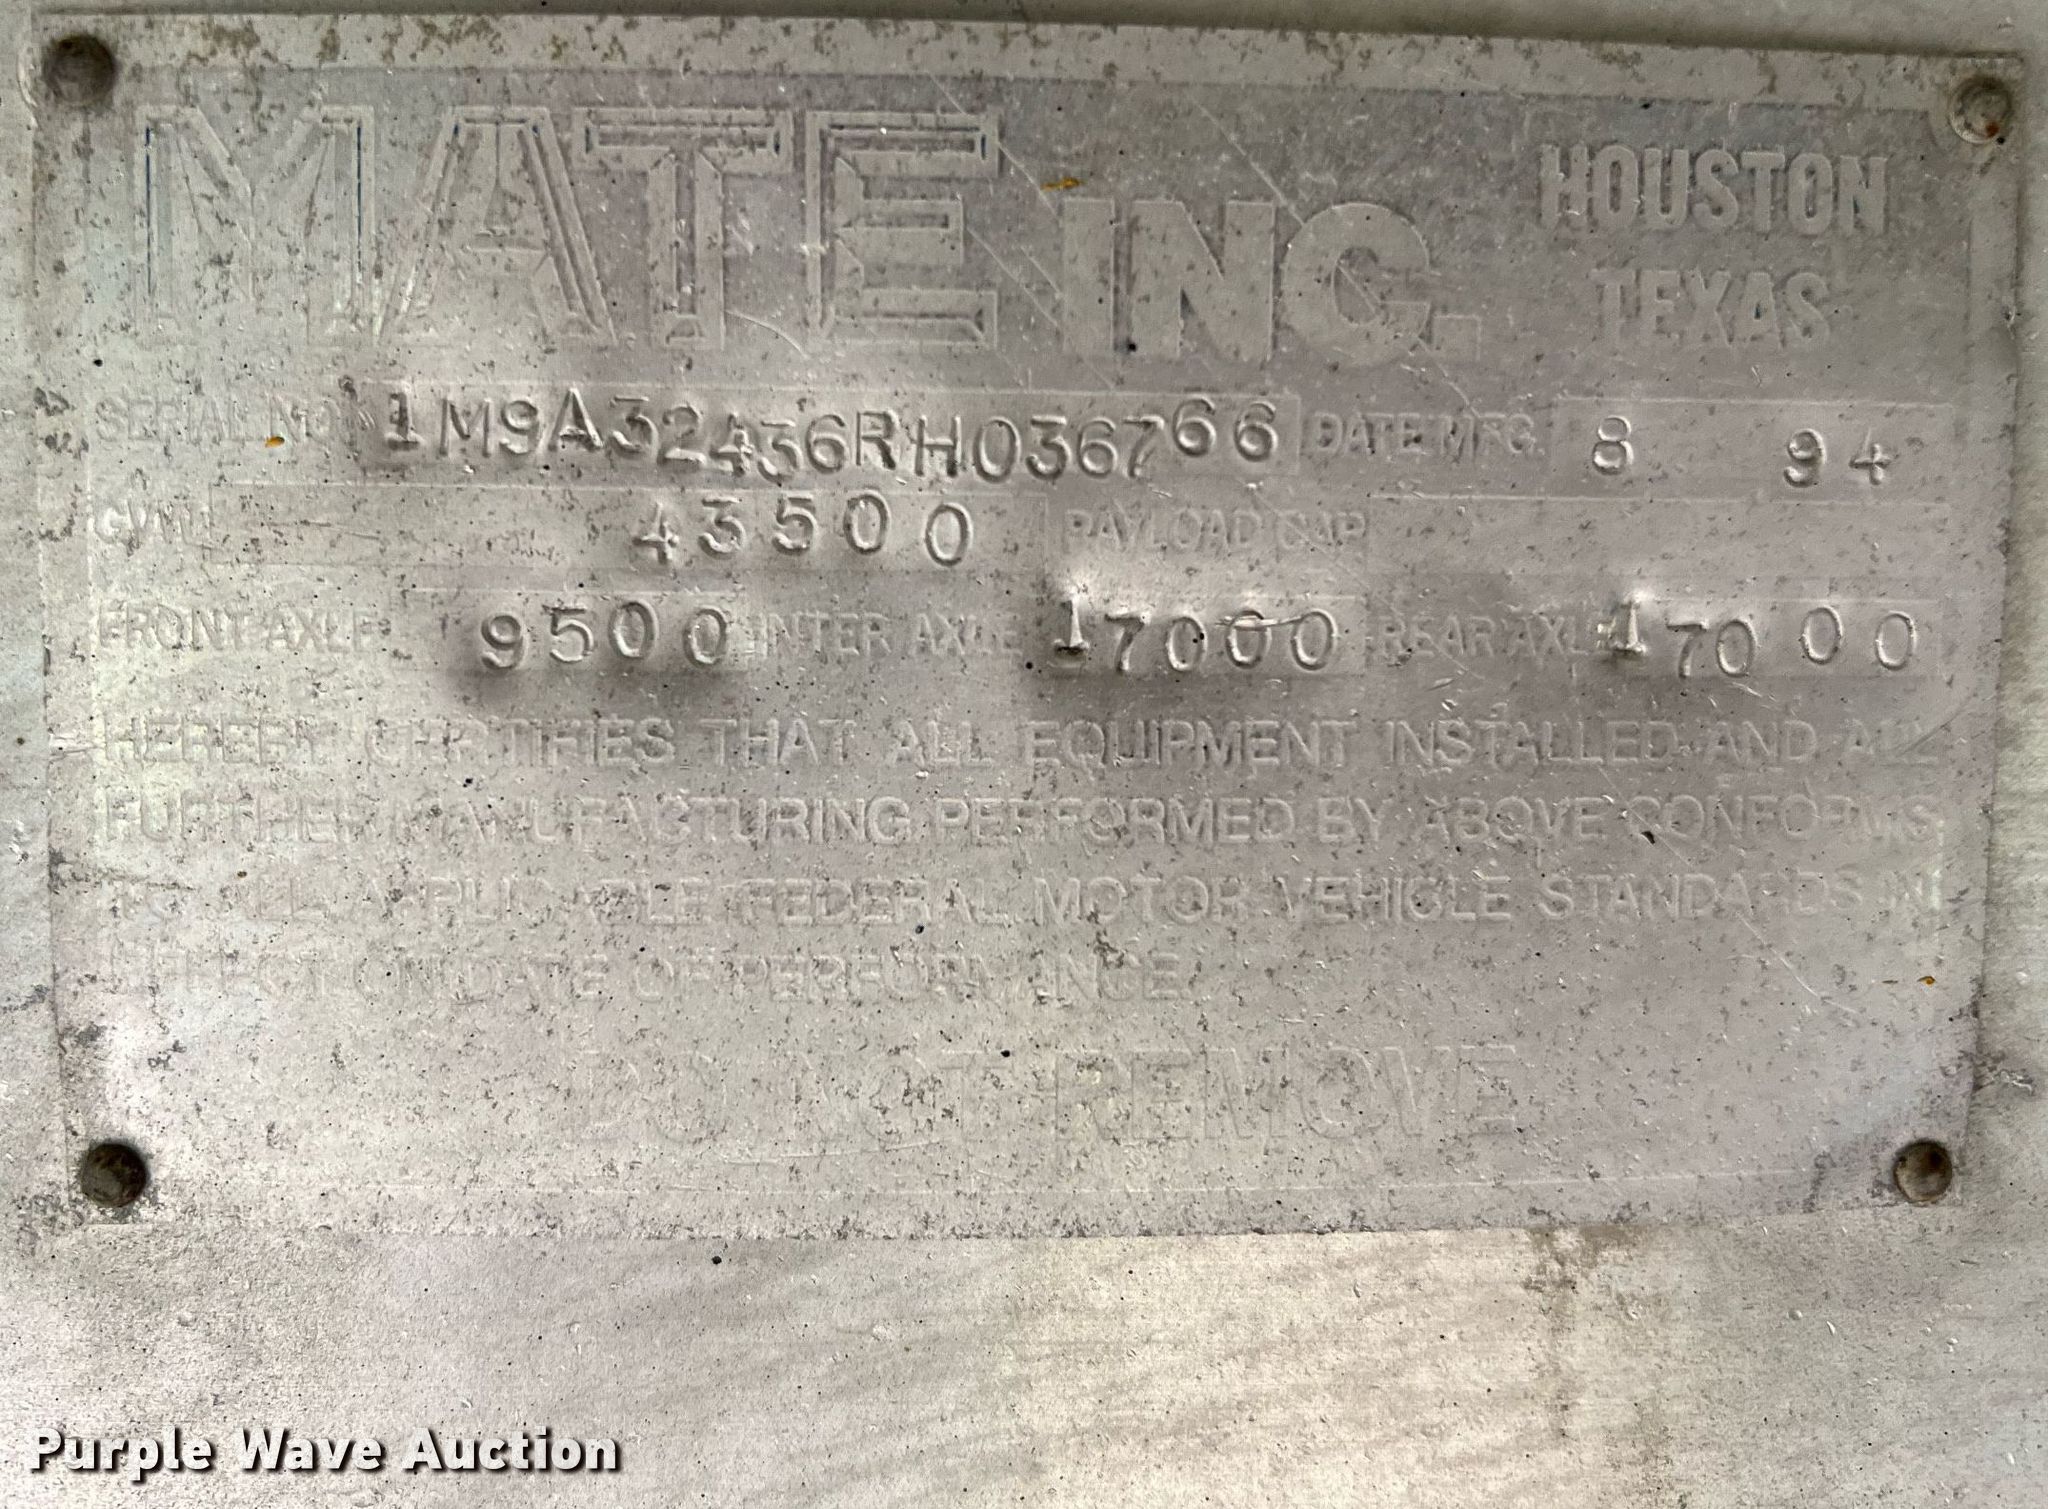 MATE INC.
HOUSTON
TEXAS
SERIAL NO. 1M9A32436RH036766 DATE MFG. 8 94
GVWR 43500 PAYLOAD CAP
FRONT AXLE 9500 INTER AXLE 17000 REAR AXLE 17000
HEREBY CERTIFIES THAT ALL EQUIPMENT INSTALLED AND ALL
FURTHER MANUFACTURING PERFORMED BY ABOVE CONFORMS
TO ALL APPLICABLE FEDERAL MOTOR VEHICLE STANDARDS IN
EFFECT ON DATE OF PERFORMANCE.
DO NOT REMOVE
Purple Wave Auction